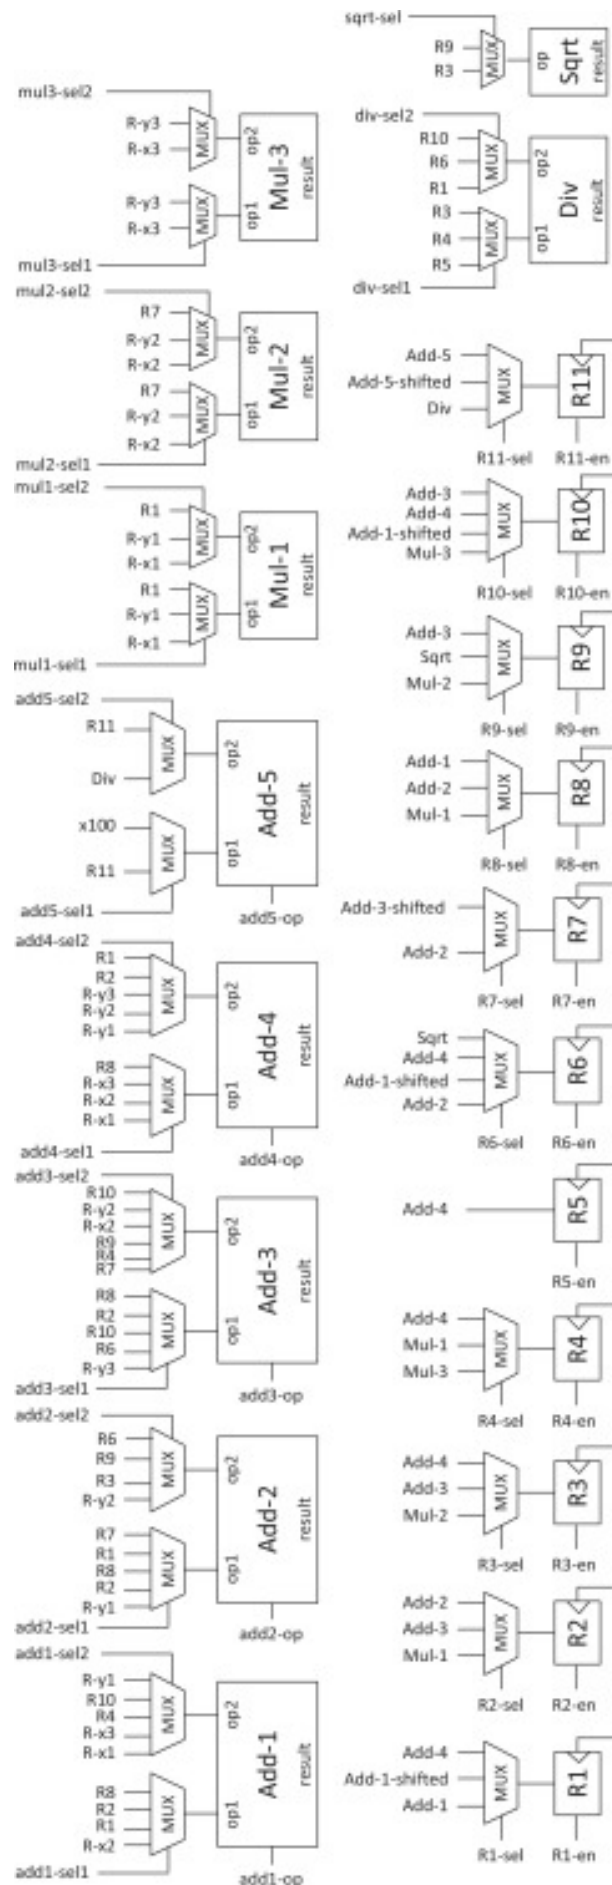 sqrt-sel
R9
R3
MUX
op
Sqrt
result
mul3-sel2
R-y3
R-x3
MUX
R-y3
R-x3
MUX
mul3-sel1
op2
op1
Mul-3
result
div-sel2
R10
R6
R1
MUX
R3
R4
R5
MUX
div-sel1
op2
op1
Div
result
mul2-sel2
R7
R-y2
R-x2
MUX
R7
R-y2
R-x2
MUX
mul2-sel1
op2
op1
Mul-2
result
Add-5
Add-5-shifted
Div
MUX
R11
R11-sel
R11-en
mul1-sel2
R1
R-y1
R-x1
MUX
R1
R-y1
R-x1
MUX
mul1-sel1
op2
op1
Mul-1
result
Add-3
Add-4
Add-1-shifted
Mul-3
MUX
R10
R10-sel
R10-en
Add-3
Sqrt
Mul-2
MUX
R9
R9-sel
R9-en
add5-sel2
R11
Div
MUX
x100
R11
MUX
add5-sel1
op2
op1
Add-5
result
add5-op
Add-1
Add-2
Mul-1
MUX
R8
R8-sel
R8-en
Add-3-shifted
Add-2
MUX
R7
R7-sel
R7-en
add4-sel2
R1
R2
R-y3
R-y2
R-y1
MUX
R8
R-x3
R-x2
R-x1
MUX
add4-sel1
op2
op1
Add-4
result
add4-op
Sqrt
Add-4
Add-1-shifted
Add-2
MUX
R6
R6-sel
R6-en
add3-sel2
R10
R-y2
R-x2
R9
R4
R7
MUX
R8
R2
R10
R6
R-y3
MUX
add3-sel1
op2
op1
Add-3
result
add3-op
Add-4
R5
R5-en
Add-4
Mul-1
Mul-3
MUX
R4
R4-sel
R4-en
add2-sel2
R6
R9
R3
R-y2
MUX
R7
R1
R8
R2
R-y1
MUX
add2-sel1
op2
op1
Add-2
result
add2-op
Add-4
Add-3
Mul-2
MUX
R3
R3-sel
R3-en
Add-2
Add-3
Mul-1
MUX
R2
R2-sel
R2-en
add1-sel2
R-y1
R10
R4
R-x3
R-x1
MUX
R8
R2
R1
R-x2
MUX
add1-sel1
op2
op1
Add-1
result
add1-op
Add-4
Add-1-shifted
Add-1
MUX
R1
R1-sel
R1-en